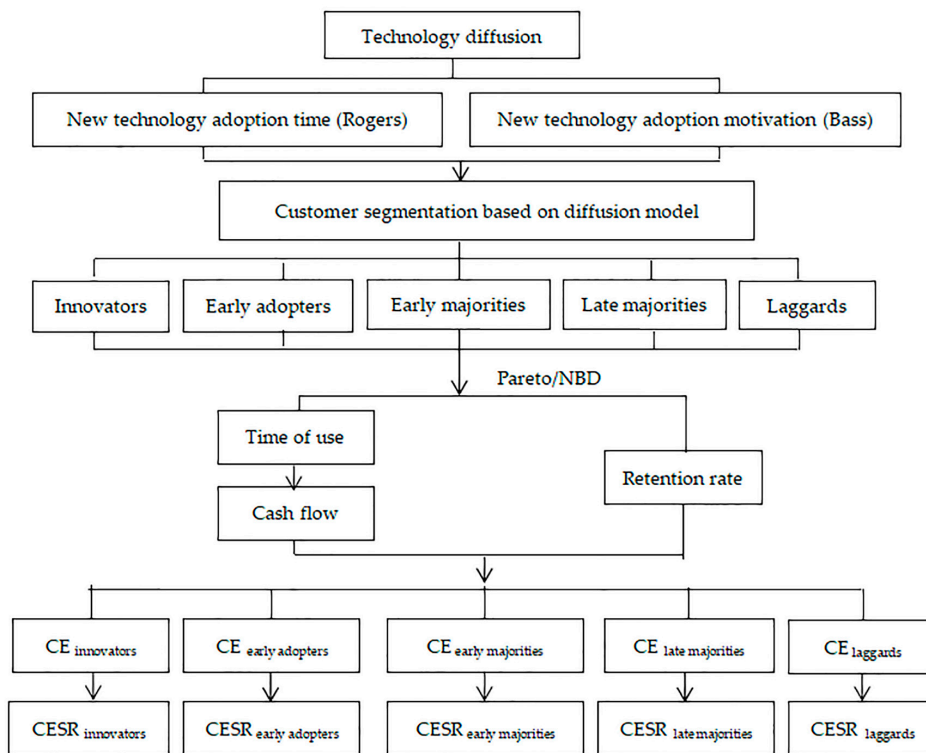 Technology diffusion
New technology adoption time (Rogers)
New technology adoption motivation (Bass)
Customer segmentation based on diffusion model
Innovators
Early adopters
Early majorities
Late majorities
Laggards
Pareto/NBD
Time of use
Retention rate
Cash flow
CE innovators
CE early adopters
CE early majorities
CE late majorities
CE laggards
CESR innovators
CESR early adopters
CESR early majorities
CESR late majorities
CESR laggards